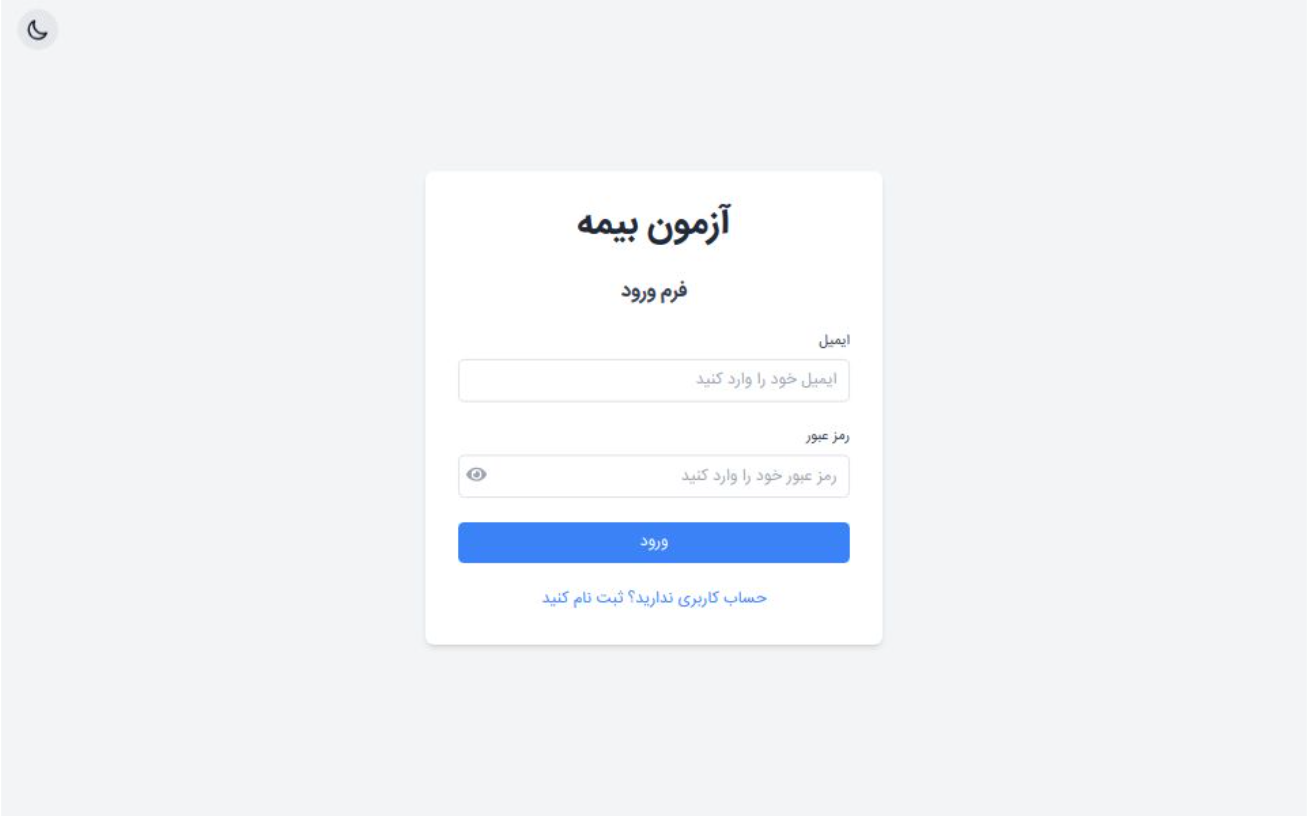 آزمون بیمه
فرم ورود
ایمیل
ایمیل خود را وارد کنید
رمز عبور
رمز عبور خود را وارد کنید
ورود
حساب کاربری ندارید؟ ثبت نام کنید